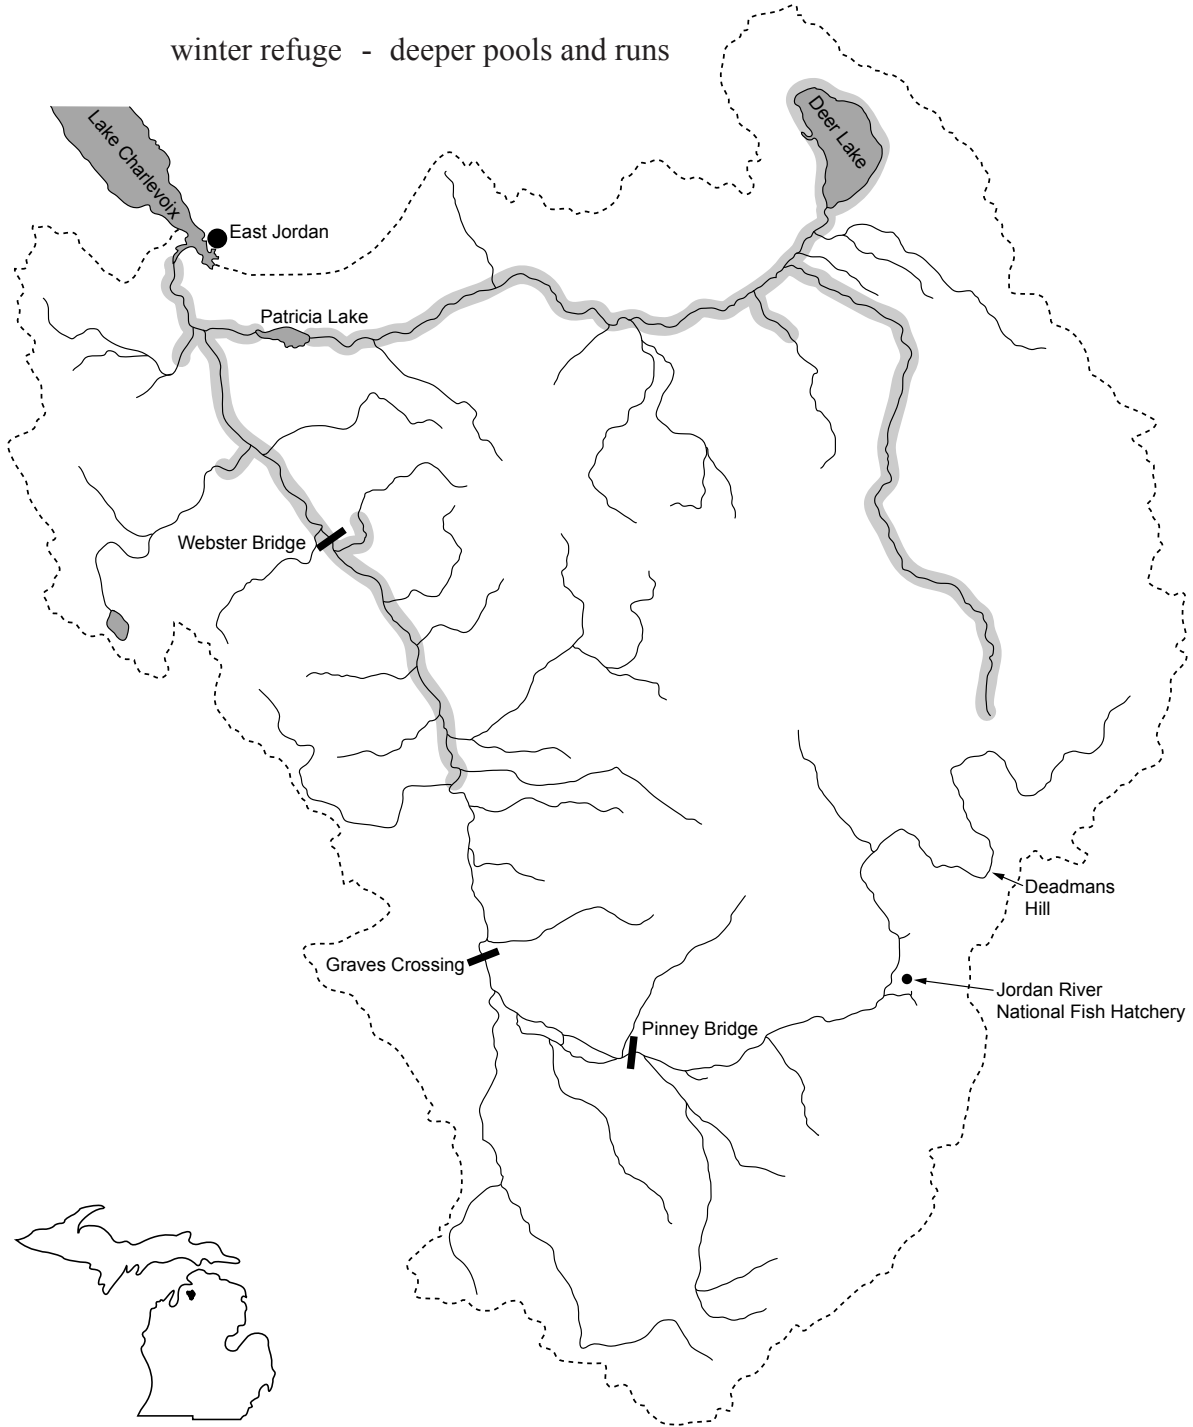 winter refuge - deeper pools and runs
Deer Lake
Lake Charlevoix
East Jordan
Patricia Lake
Webster Bridge
Deadmans
Hill
Graves Crossing
Jordan River
National Fish Hatchery
Pinney Bridge